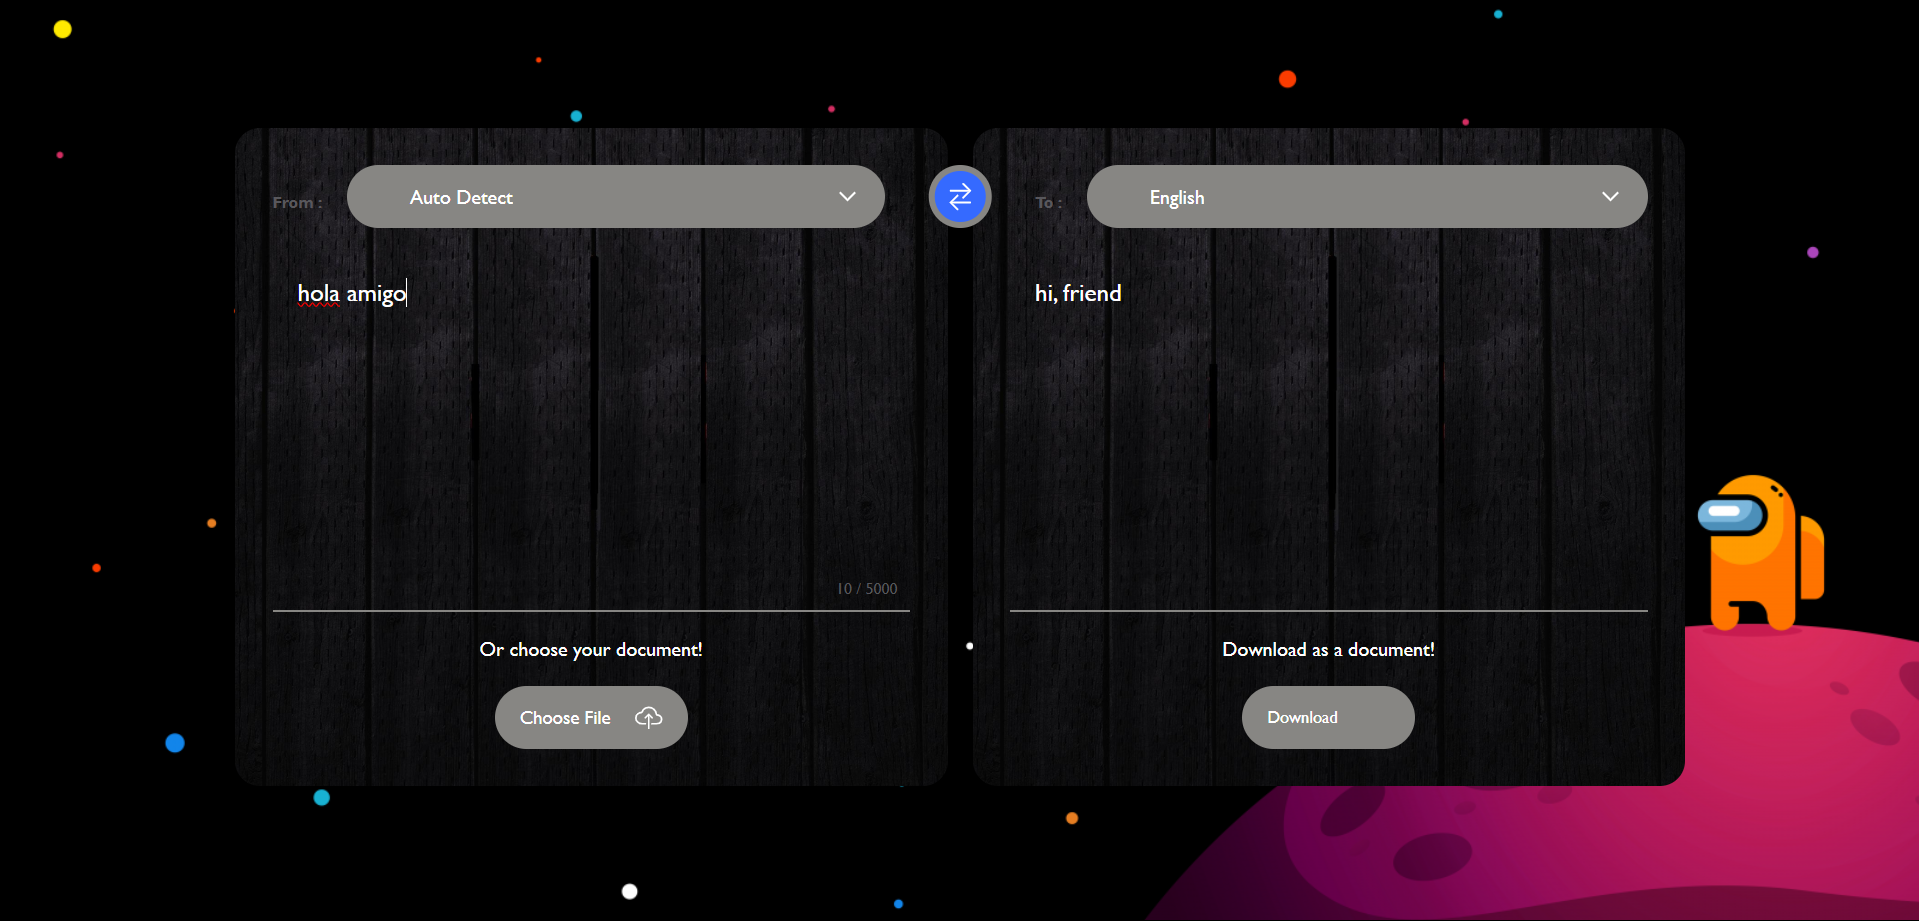 From :
Auto Detect
hola amigo
10 / 5000
Or choose your document!
Choose File
To :
English
hi, friend
Download as a document!
Download